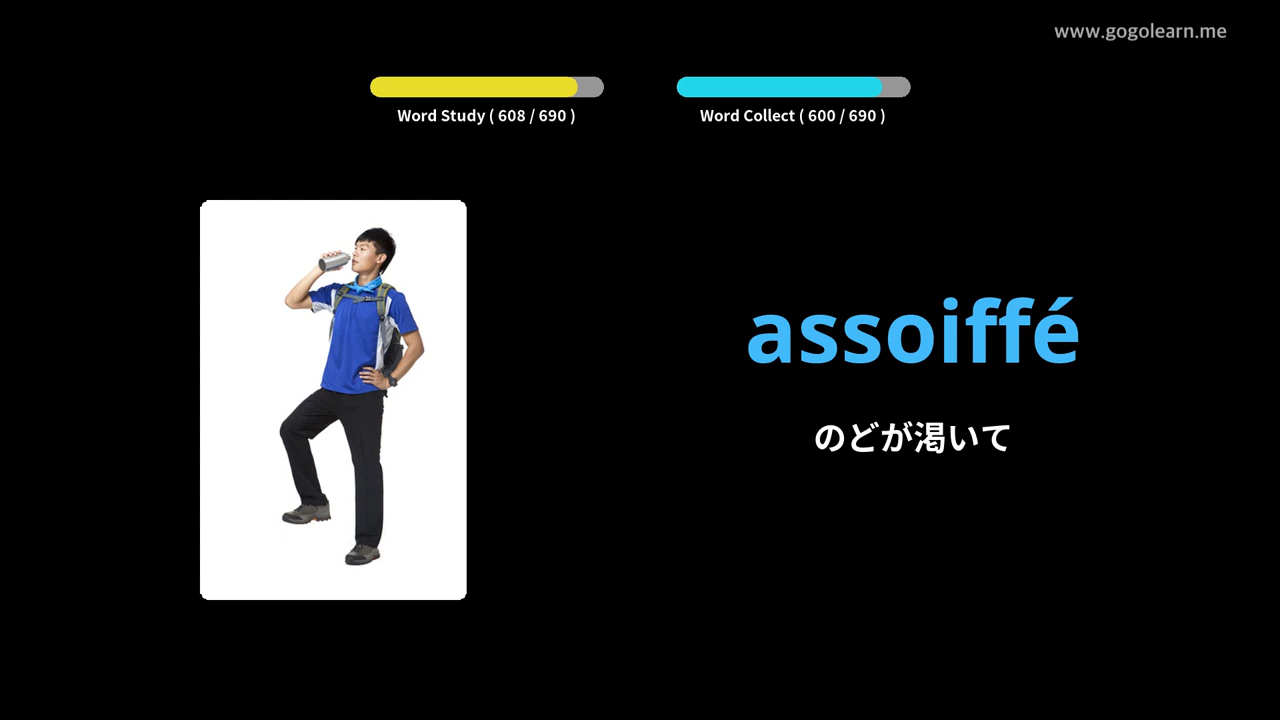 www.gogolearn.me
Word Study ( 608 / 690 )
Word Collect ( 600 / 690 )
assoiffé
のどが渇いて